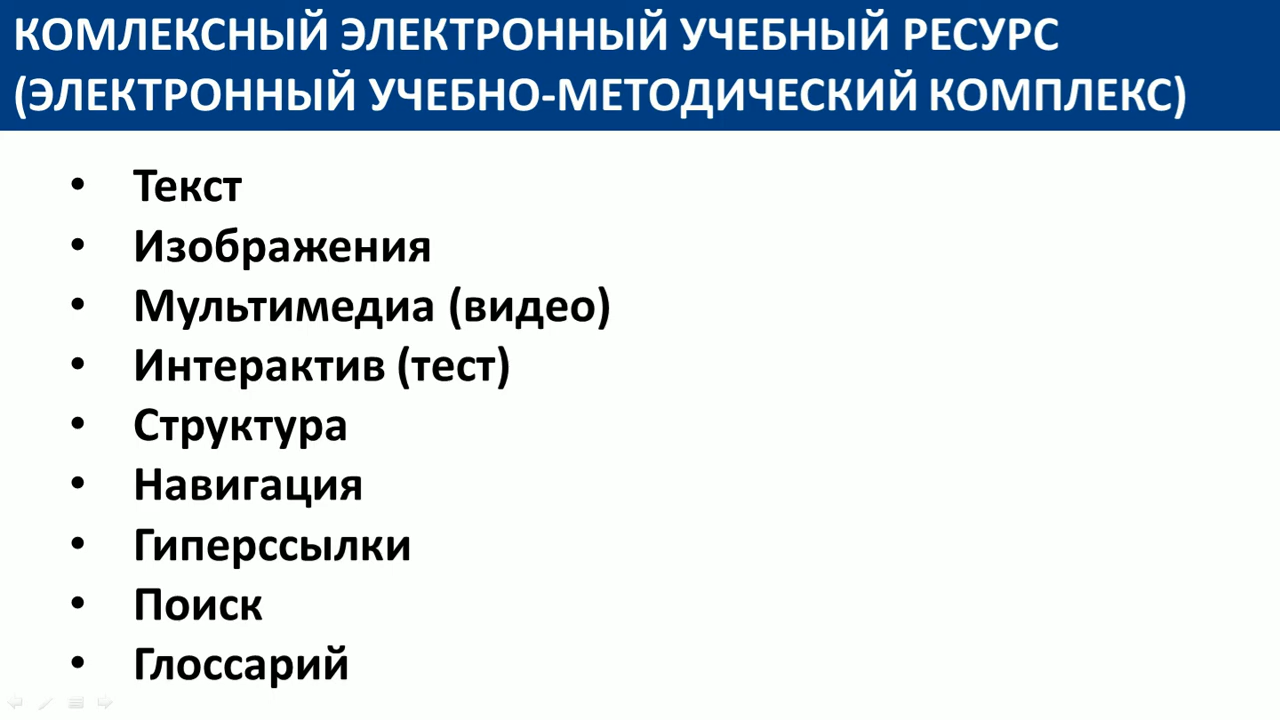 КОМЛЕКСНЫЙ ЭЛЕКТРОННЫЙ УЧЕБНЫЙ РЕСУРС
(ЭЛЕКТРОННЫЙ УЧЕБНО-МЕТОДИЧЕСКИЙ КОМПЛЕКС)
• Текст
• Изображения
• Мультимедиа (видео)
• Интерактив (тест)
• Структура
• Навигация
• Гиперссылки
• Поиск
• Глоссарий